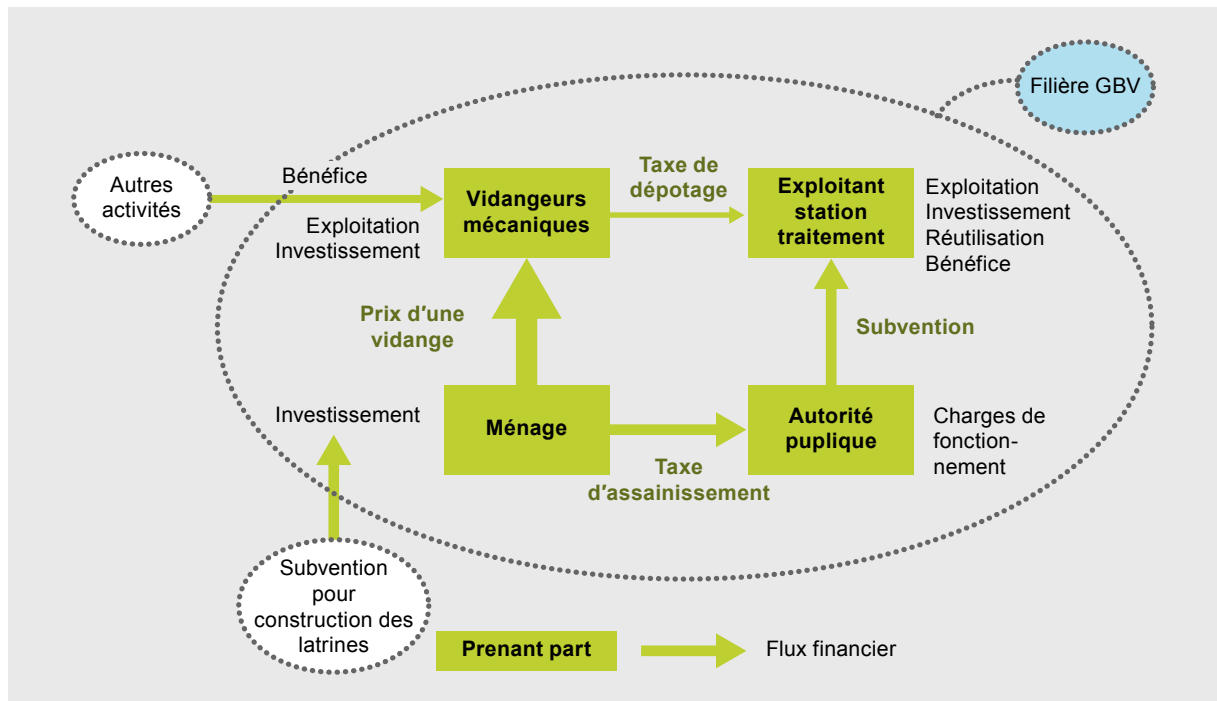 Filière GBV
Autres
activités
Bénéfice
Exploitation
Investissement
Vidangeurs
mécaniques
Taxe de
dépotage
Exploitant
station
traitement
Exploitation
Investissement
Réutilisation
Bénéfice
Prix d'une
vidange
Subvention
Investissement
Ménage
Taxe
d'assainissement
Autorité
puplique
Charges de
fonction-
nement
Subvention
pour
construction des
latrines
Prenant part
Flux financier